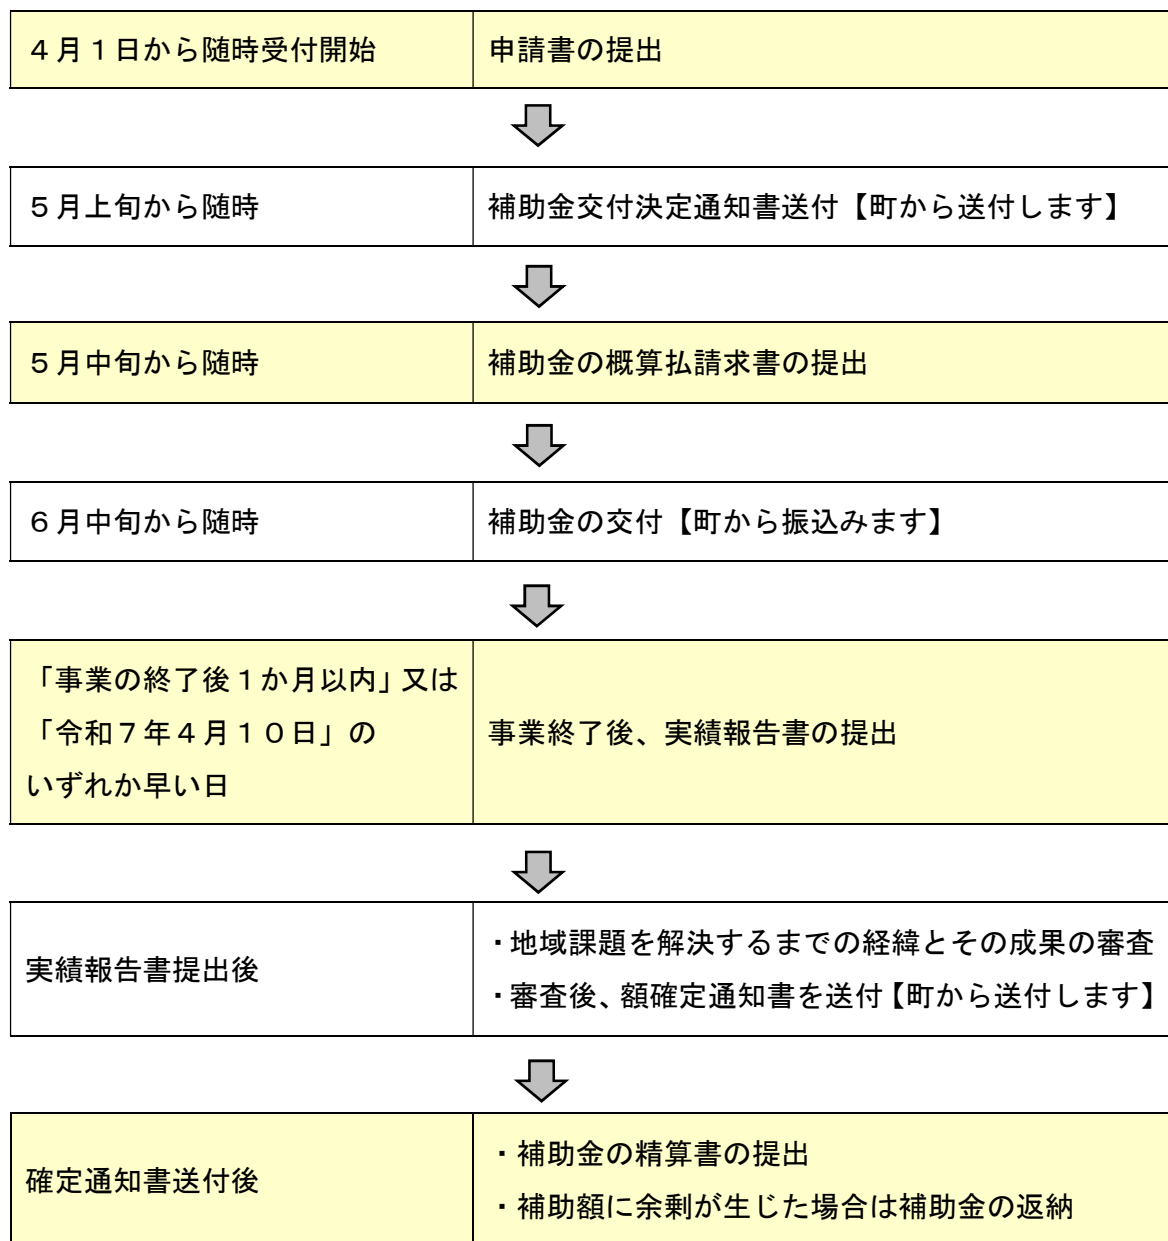 ４月１日から随時受付開始
申請書の提出
５月上旬から随時
補助金交付決定通知書送付【町から送付します】
５月中旬から随時
補助金の概算払請求書の提出
６月中旬から随時
補助金の交付【町から振込みます】
「事業の終了後１か月以内」又は
「令和７年４月１０日」の
いずれか早い日
事業終了後、実績報告書の提出
実績報告書提出後
・地域課題を解決するまでの経緯とその成果の審査
・審査後、額確定通知書を送付【町から送付します】
確定通知書送付後
・補助金の精算書の提出
・補助額に余剰が生じた場合は補助金の返納